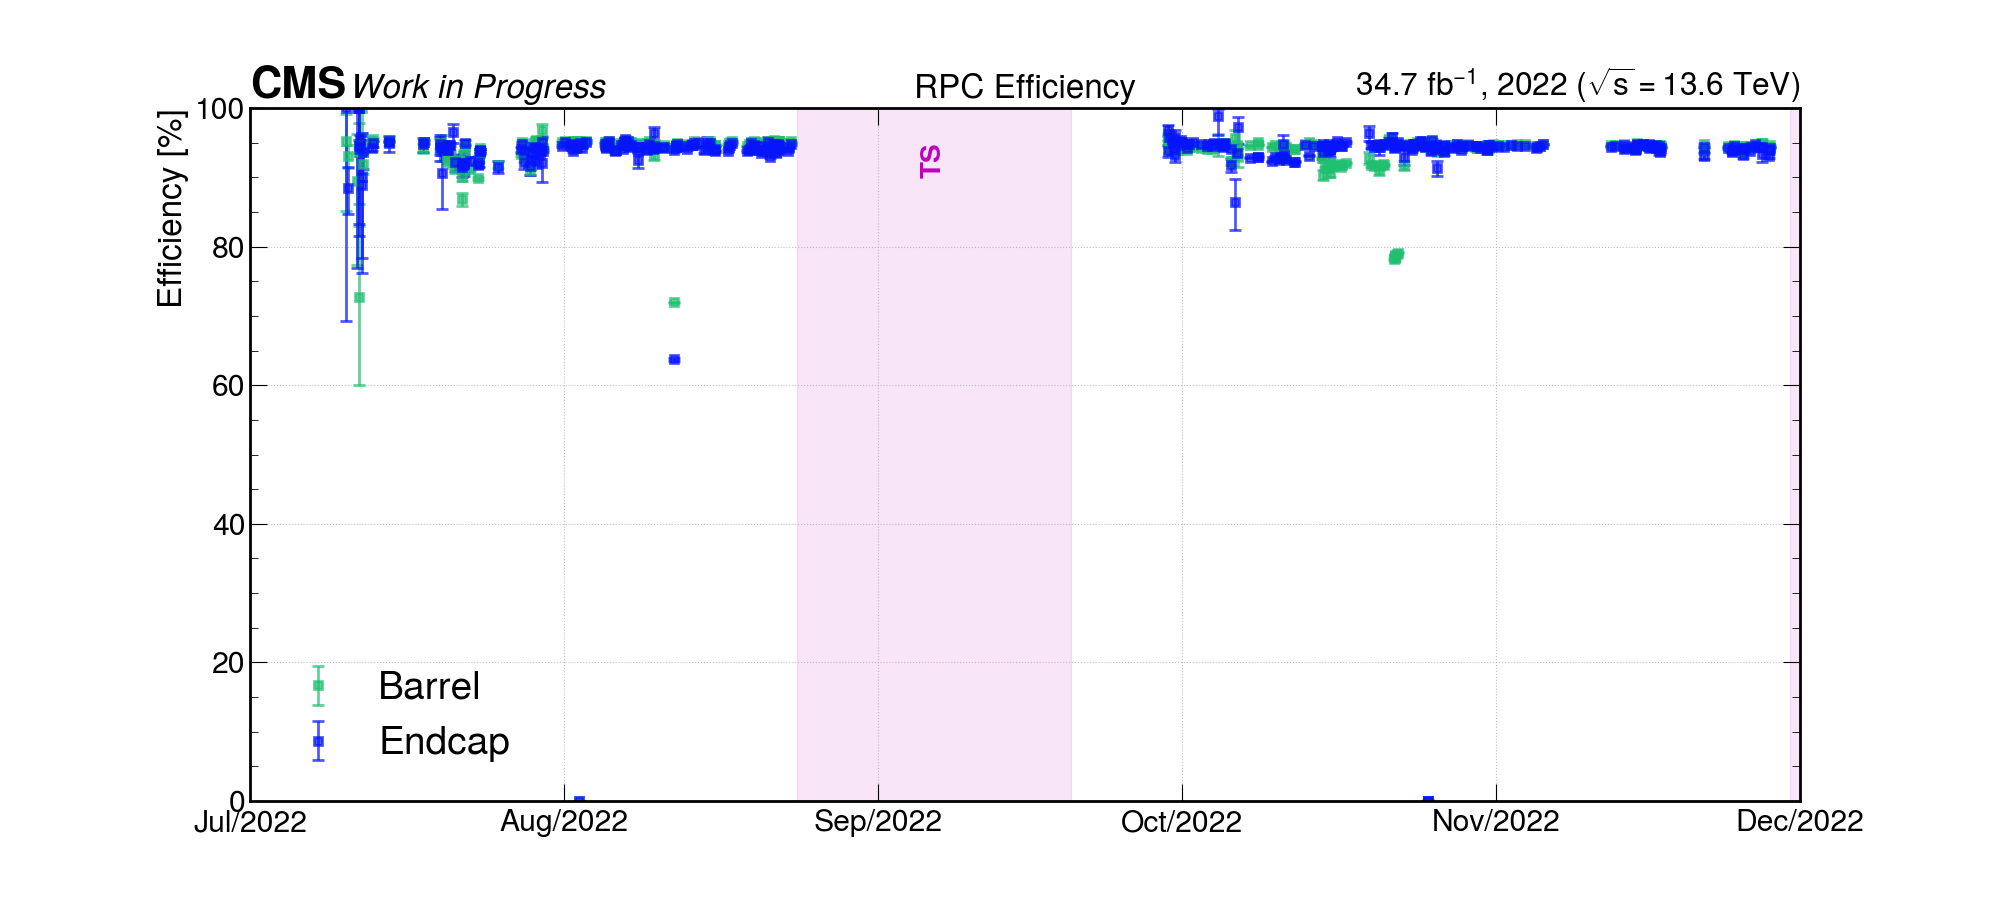 CMS Work in Progress RPC Efficiency 34.7 fb⁻¹, 2022 (√s = 13.6 TeV)
Efficiency [%]
100
80
60
40
20
0
TS
Barrel
Endcap
Jul/2022 Aug/2022 Sep/2022 Oct/2022 Nov/2022 Dec/2022